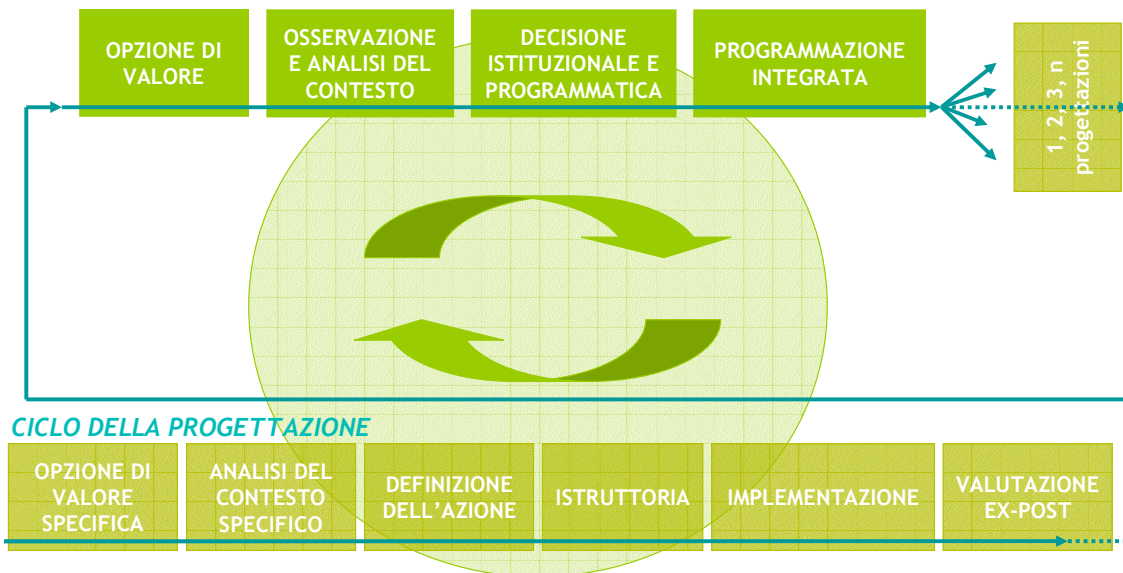 OPZIONE DI
VALORE
OSSERVAZIONE
E ANALISI DEL
CONTESTO
DECISIONE
ISTITUZIONALE E
PROGRAMMATICA
PROGRAMMAZIONE
INTEGRATA
1, 2, 3, n
progettazioni
CICLO DELLA PROGETTAZIONE
OPZIONE DI
VALORE
SPECIFICA
ANALISI DEL
CONTESTO
SPECIFICO
DEFINIZIONE
DELL’AZIONE
ISTRUTTORIA
IMPLEMENTAZIONE
VALUTAZIONE
EX-POST